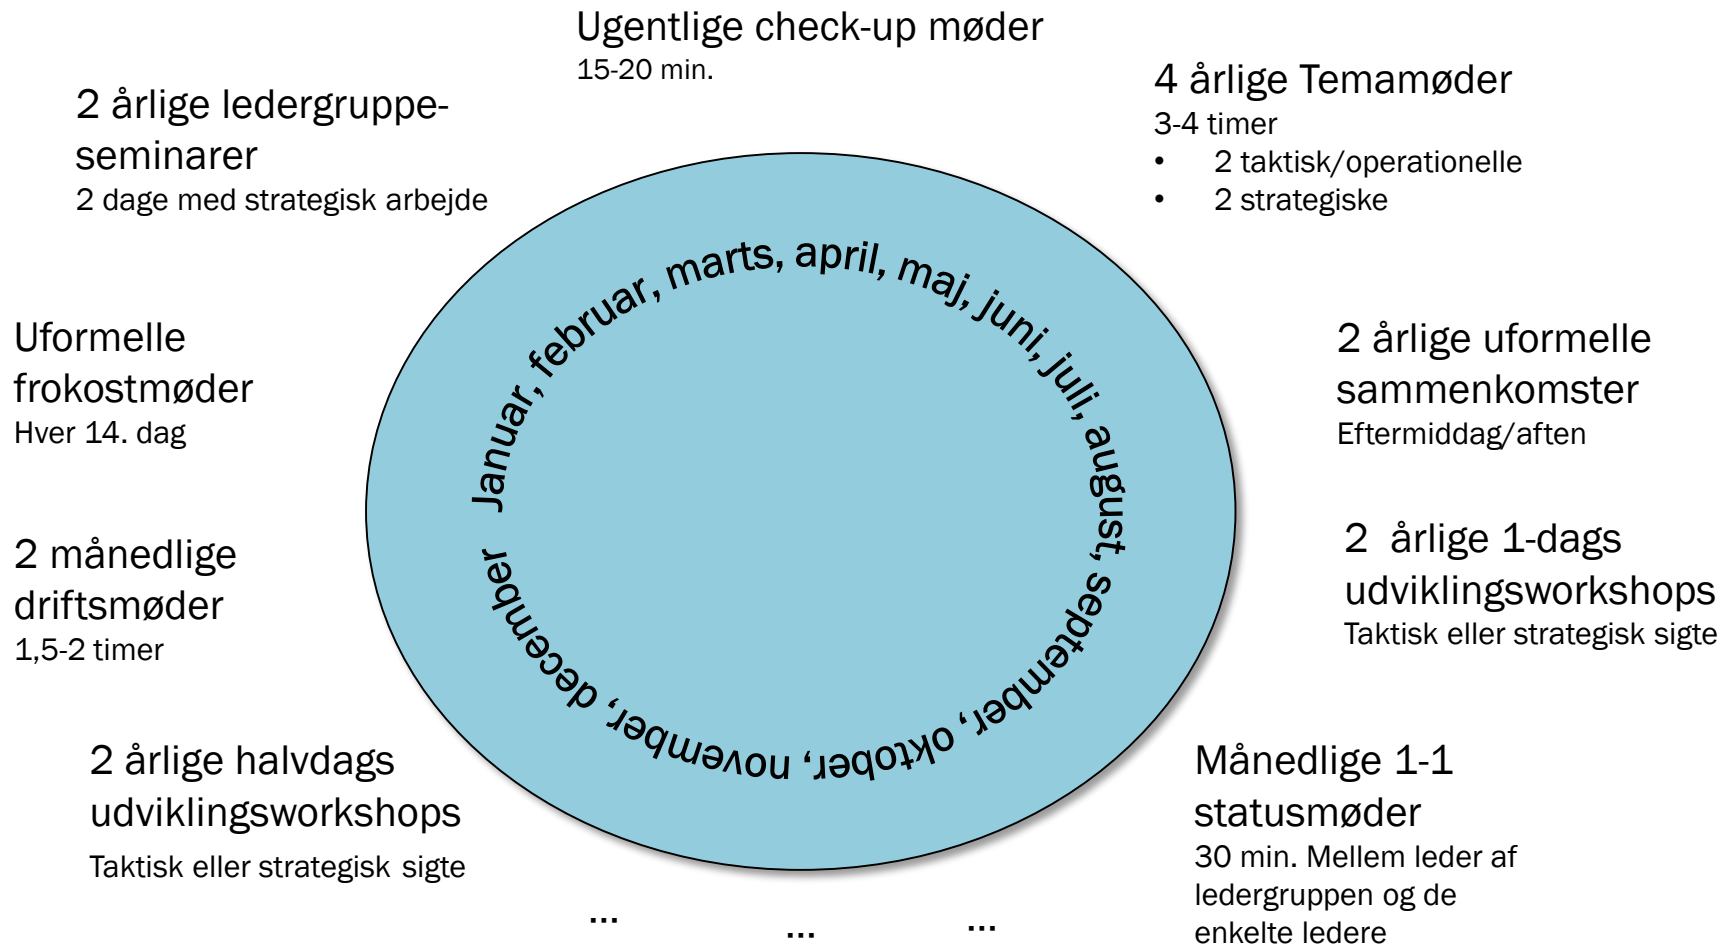 Ugentlige check-up møder
15-20 min.
4 årlige Temamøder
3-4 timer
• 2 taktisk/operationelle
• 2 strategiske
2 årlige uformelle
sammenkomster
Eftermiddag/aften
2 årlige 1-dags
udviklingsworkshops
Taktisk eller strategisk sigte
Månedlige 1-1
statusmøder
30 min. Mellem leder af
ledergruppen og de
enkelte ledere
...
...
...
2 årlige halvdags
udviklingsworkshops
Taktisk eller strategisk sigte
2 månedlige
driftsmøder
1,5-2 timer
Uformelle
frokostmøder
Hver 14. dag
2 årlige ledergruppe-
seminarer
2 dage med strategisk arbejde
Januar, februar, marts, april, maj, juni, juli, august, september, oktober, november, december